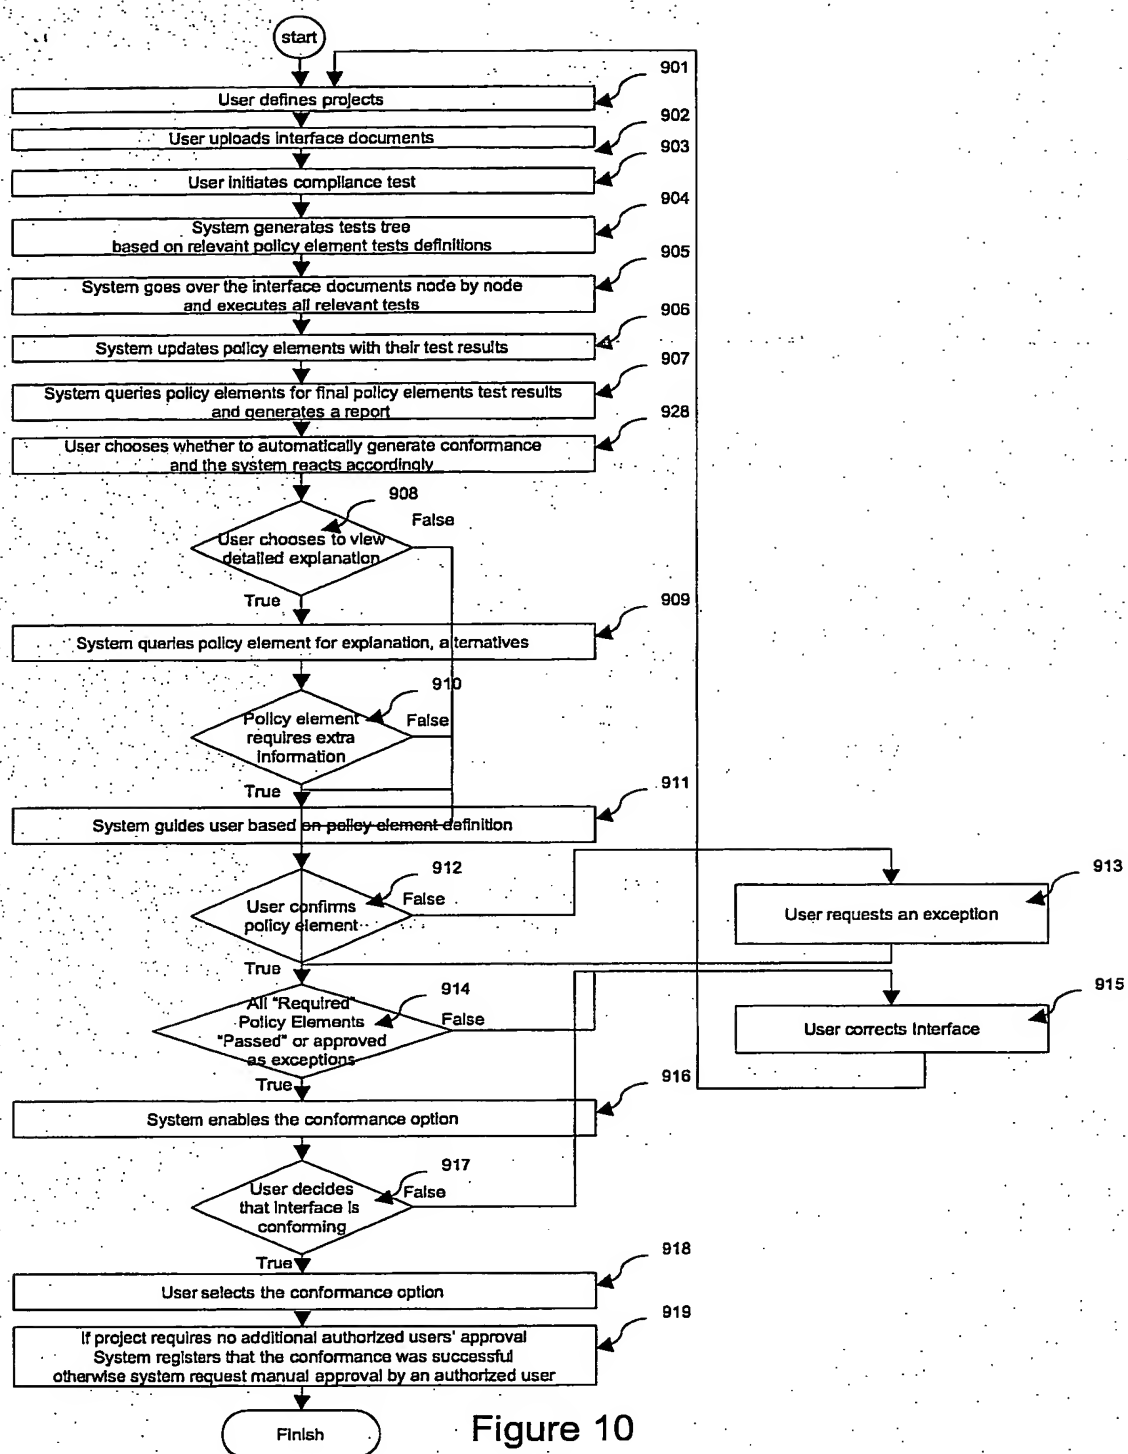 start
901
User defines projects
902
User uploads interface documents
903
User initiates compliance test
904
System generates tests tree
based on relevant policy element tests definitions
905
System goes over the interface documents node by node
and executes all relevant tests
906
System updates policy elements with their test results
907
System queries policy elements for final policy elements test results
and generates a report
928
User chooses whether to automatically generate conformance
and the system reacts accordingly
908
False
User chooses to view
detailed explanation
True
909
System queries policy element for explanation, alternatives
910
Policy element
requires extra
information
False
True
911
System guides user based on policy element definition
912
False
User confirms
policy element
913
User requests an exception
True
914
All "Required"
Policy Elements
"Passed" or approved
as exceptions
False
915
User corrects Interface
True
916
System enables the conformance option
917
False
User decides
that interface is
conforming
True
918
User selects the conformance option
919
If project requires no additional authorized users' approval
System registers that the conformance was successful
otherwise system request manual approval by an authorized user
Finish
Figure 10